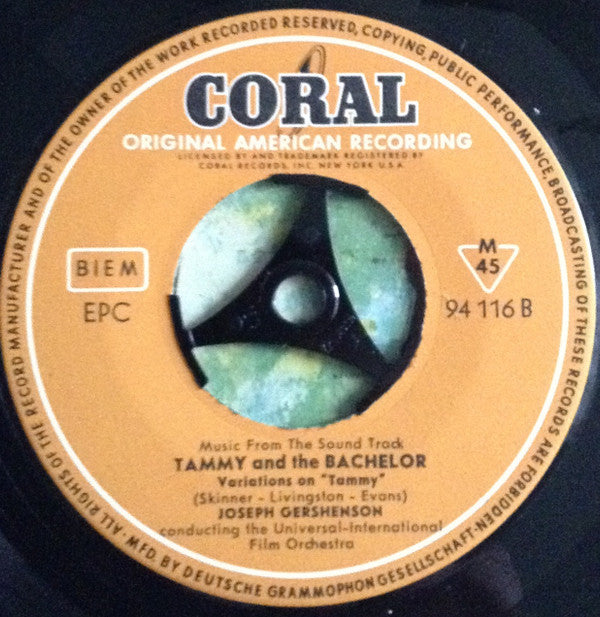 ·ALL RIGHTS OF THE RECORD MANUFACTURER AND OF THE OWNER OF THE WORK RECORDED RESERVED, COPYING, PUBLIC PERFORMANCE, BROADCASTING OF THESE RECORDS ARE FORBIDDEN·
CORAL
ORIGINAL AMERICAN RECORDING
LICENSED BY AND TRADEMARK REGISTERED BY
CORAL RECORDS, INC. NEW YORK U.S.A.
BIEM
EPC
M
45
94 116 B
Music From The Sound Track
TAMMY and the BACHELOR
Variations on "Tammy"
(Skinner - Livingston - Evans)
JOSEPH GERSHENSON
conducting the Universal-International
Film Orchestra
MFD BY DEUTSCHE GRAMMOPHON GESELLSCHAFT